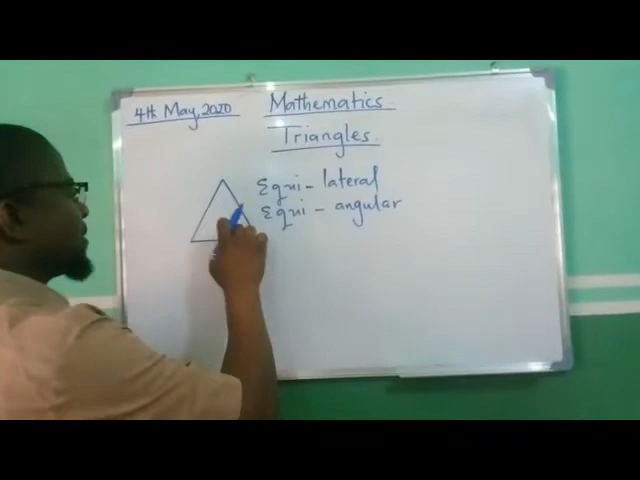 4th May, 2020
Mathematics
Triangles.
Equi - lateral
Equi - angular